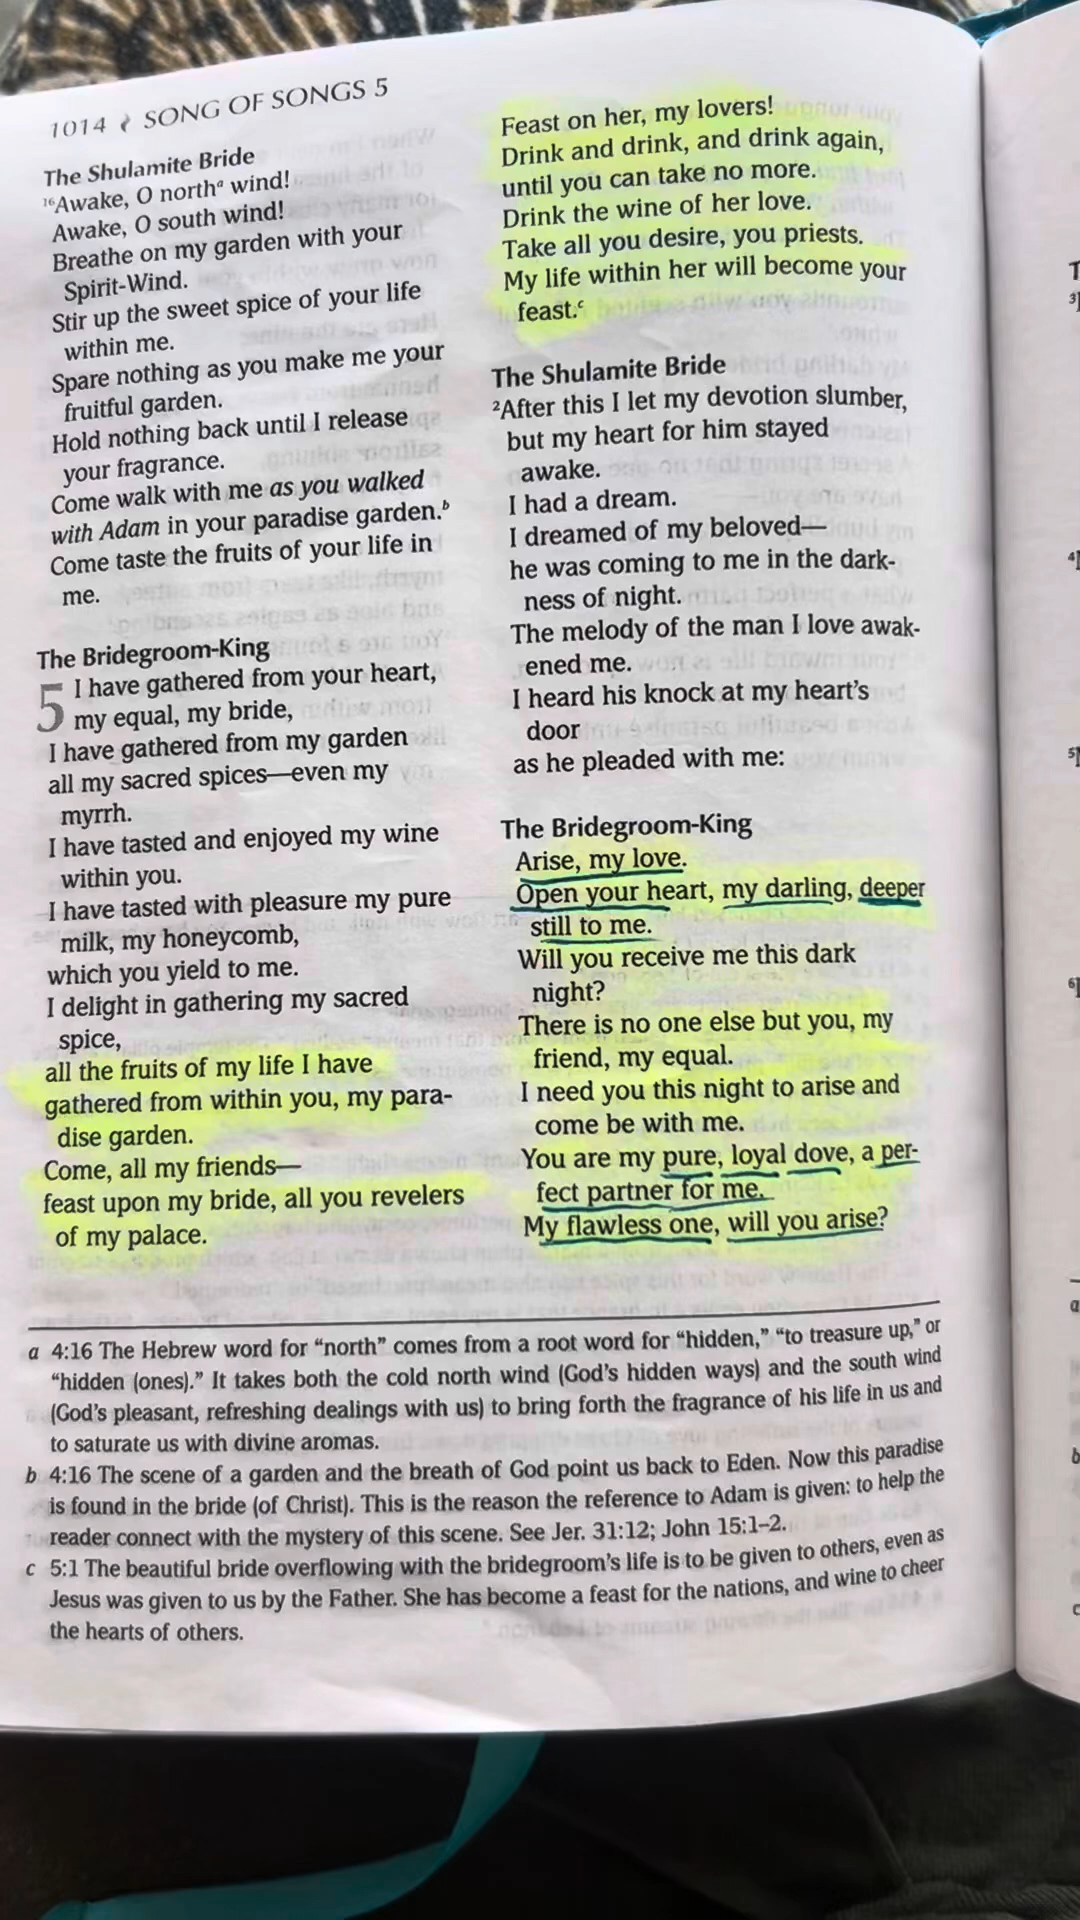 1014 SONG OF SONGS 5
The Shulamite Bride
16Awake, O northa wind!
Awake, O south wind!
Breathe on my garden with your
Spirit-Wind.
Stir up the sweet spice of your life
within me.
Spare nothing as you make me your
fruitful garden.
Hold nothing back until I release
your fragrance.
Come walk with me as you walked
with Adam in your paradise garden.b
Come taste the fruits of your life in
me.
The Bridegroom-King
5 I have gathered from your heart,
my equal, my bride,
I have gathered from my garden
all my sacred spices—even my
myrrh.
I have tasted and enjoyed my wine
within you.
I have tasted with pleasure my pure
milk, my honeycomb,
which you yield to me.
I delight in gathering my sacred
spice,
all the fruits of my life I have
gathered from within you, my para-
dise garden.
Come, all my friends—
feast upon my bride, all you revelers
of my palace.
Feast on her, my lovers!
Drink and drink, and drink again,
until you can take no more.
Drink the wine of her love.
Take all you desire, you priests.
My life within her will become your
feast.c
The Shulamite Bride
2After this I let my devotion slumber,
but my heart for him stayed
awake.
I had a dream.
I dreamed of my beloved—
he was coming to me in the dark-
ness of night.
The melody of the man I love awak-
ened me.
I heard his knock at my heart's
door
as he pleaded with me:
The Bridegroom-King
Arise, my love.
Open your heart, my darling, deeper
still to me.
Will you receive me this dark
night?
There is no one else but you, my
friend, my equal.
I need you this night to arise and
come be with me.
You are my pure, loyal dove, a per-
fect partner for me.
My flawless one, will you arise?
a 4:16 The Hebrew word for "north" comes from a root word for "hidden," "to treasure up," or
"hidden (ones)." It takes both the cold north wind (God's hidden ways) and the south wind
(God's pleasant, refreshing dealings with us) to bring forth the fragrance of his life in us and
to saturate us with divine aromas.
b 4:16 The scene of a garden and the breath of God point us back to Eden. Now this paradise
is found in the bride (of Christ). This is the reason the reference to Adam is given: to help the
reader connect with the mystery of this scene. See Jer. 31:12; John 15:1–2.
c 5:1 The beautiful bride overflowing with the bridegroom's life is to be given to others, even as
Jesus was given to us by the Father. She has become a feast for the nations, and wine to cheer
the hearts of others.